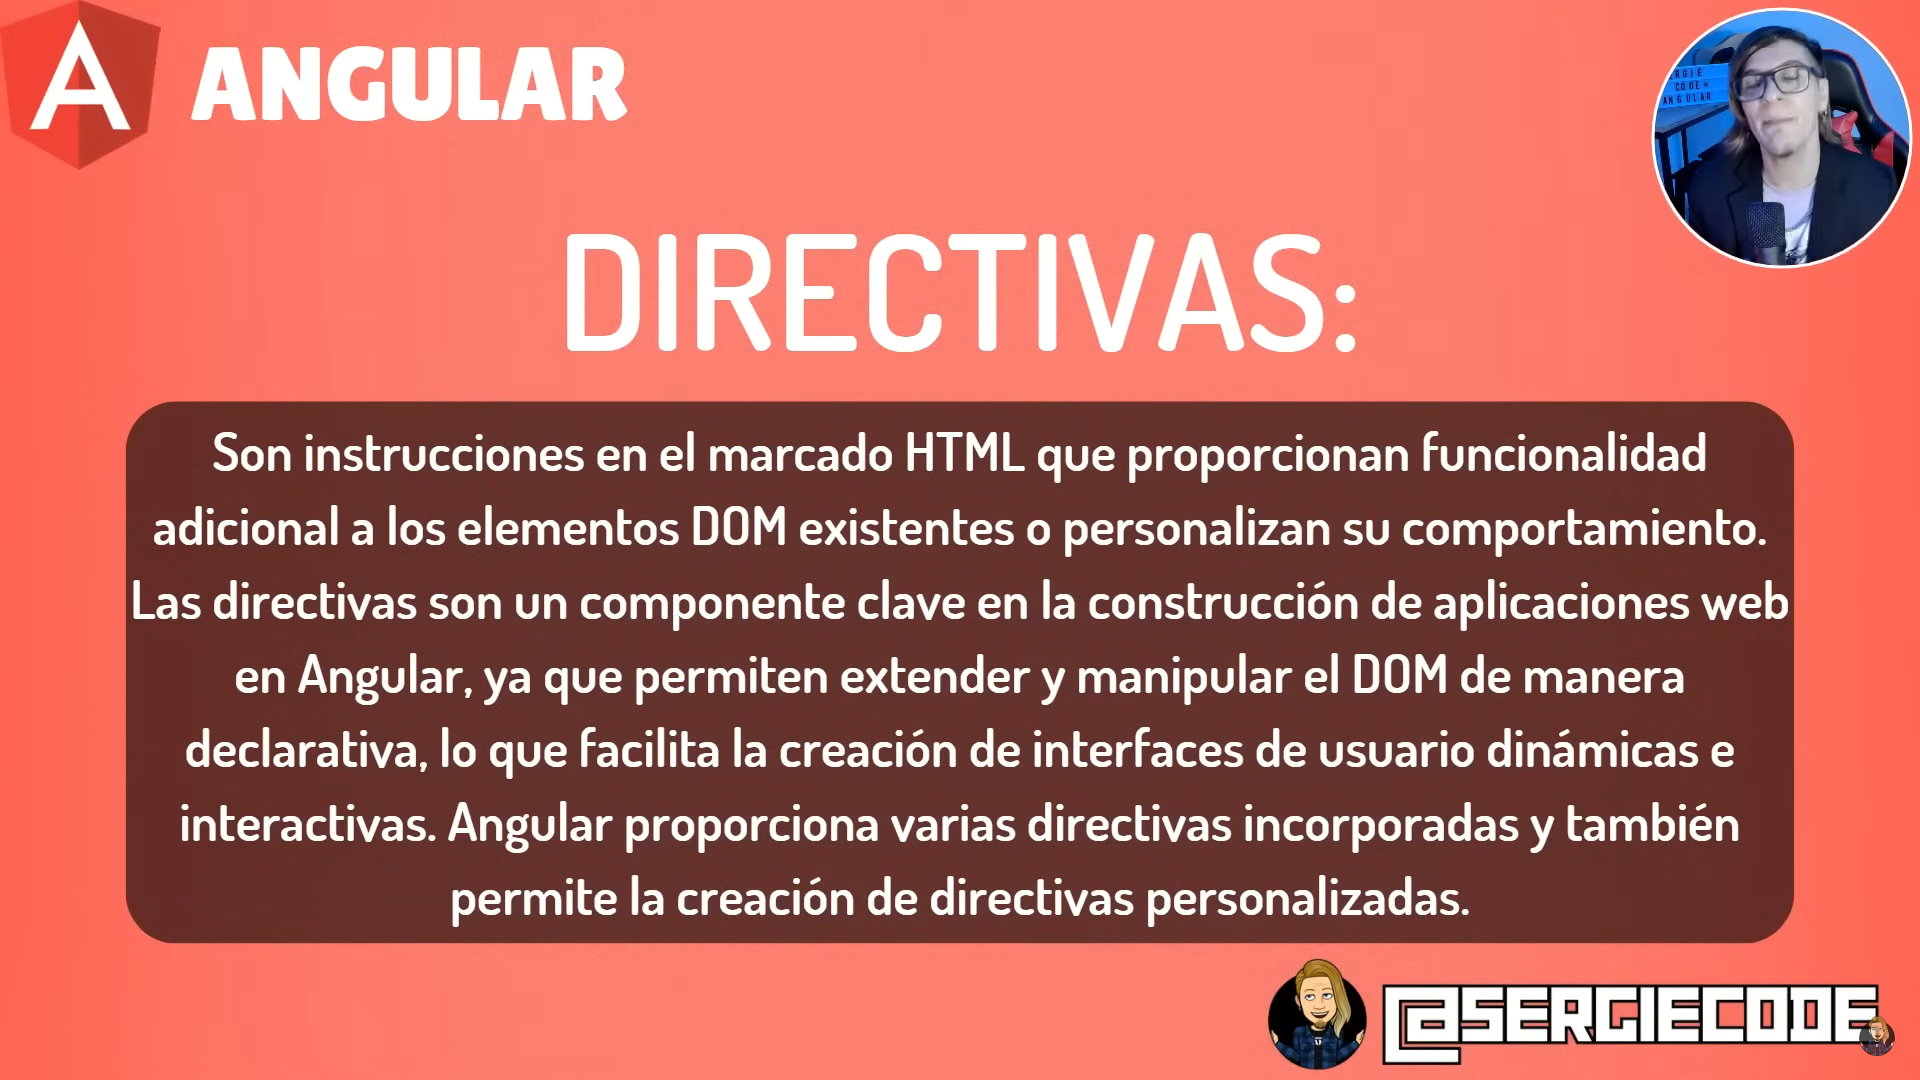 ANGULAR
ERGIE
CODE
ANGULAR
DIRECTIVAS:
Son instrucciones en el marcado HTML que proporcionan funcionalidad
adicional a los elementos DOM existentes o personalizan su comportamiento.
Las directivas son un componente clave en la construcción de aplicaciones web
en Angular, ya que permiten extender y manipular el DOM de manera
declarativa, lo que facilita la creación de interfaces de usuario dinámicas e
interactivas. Angular proporciona varias directivas incorporadas y también
permite la creación de directivas personalizadas.
@SERGIECODE